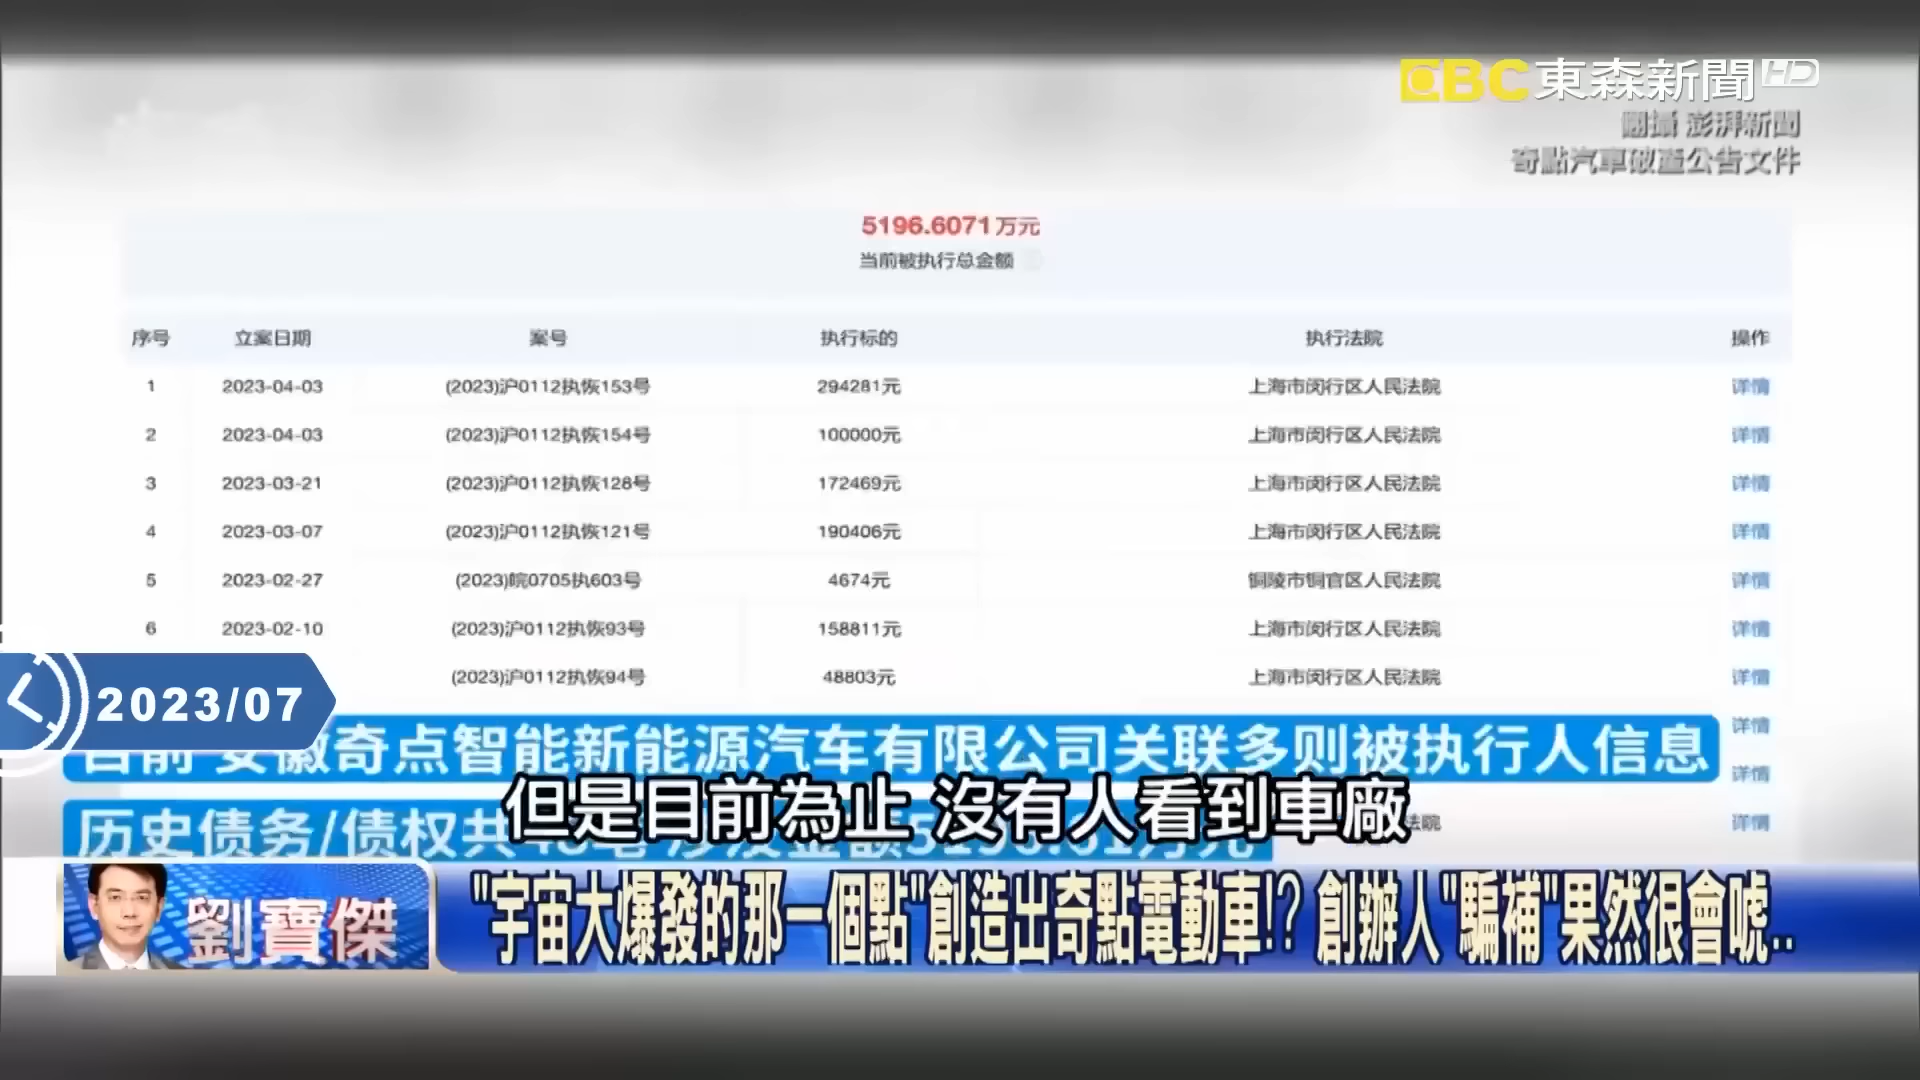 EBC 東森新聞 HD
翻攝 澎湃新聞
奇點汽車破產公告文件
5196.6071万元
当前被执行总金额
序号 立案日期 案号 执行标的 执行法院 操作
1 2023-04-03 (2023)沪0112执恢153号 294281元 上海市闵行区人民法院 详情
2 2023-04-03 (2023)沪0112执恢154号 100000元 上海市闵行区人民法院 详情
3 2023-03-21 (2023)沪0112执恢128号 172469元 上海市闵行区人民法院 详情
4 2023-03-07 (2023)沪0112执恢121号 190406元 上海市闵行区人民法院 详情
5 2023-02-27 (2023)皖0705执603号 4674元 铜陵市铜官区人民法院 详情
6 2023-02-10 (2023)沪0112执恢93号 158811元 上海市闵行区人民法院 详情
(2023)沪0112执恢94号 48803元 上海市闵行区人民法院 详情
2023/07
详情
目前 安徽奇点智能新能源汽车有限公司关联多则被执行人信息
详情
但是目前為止 沒有人看到車廠
法院 详情
历史债务/债权共
劉寶傑
"宇宙大爆發的那一個點"創造出奇點電動車!? 創辦人"騙補"果然很會唬..